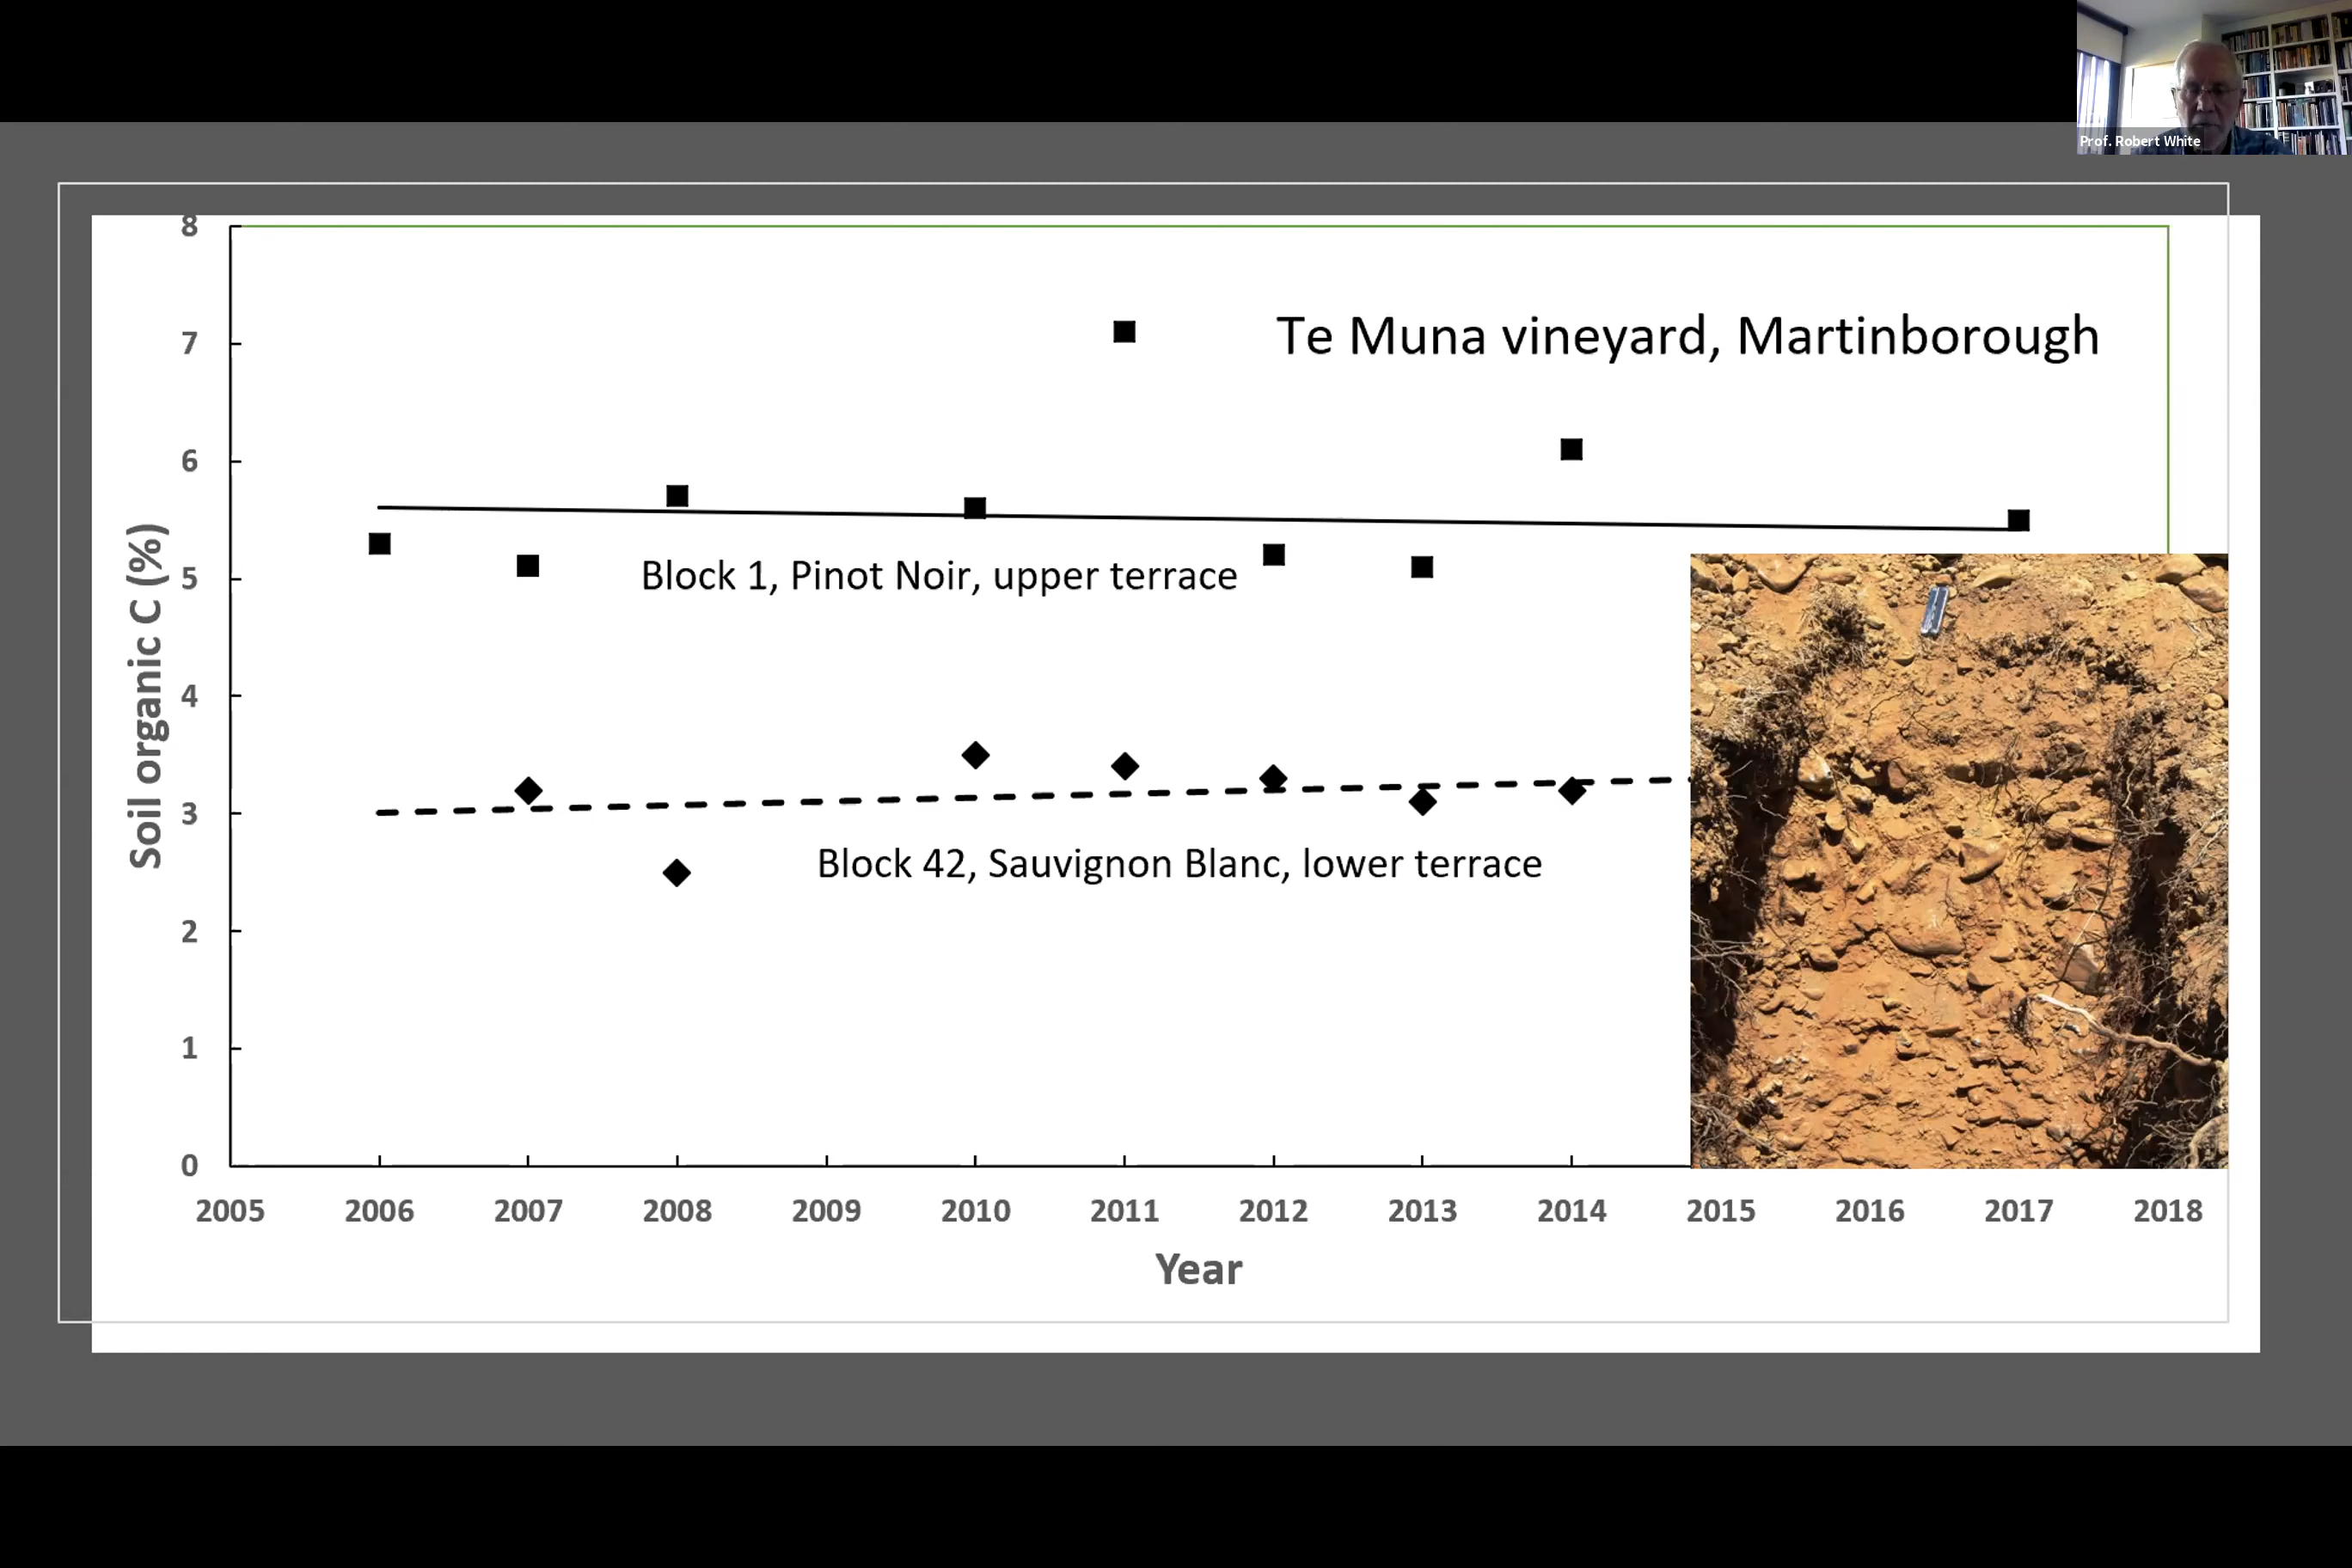 Prof. Robert White
8
7
6
5
4
3
2
1
0
Soil organic C (%)
Te Muna vineyard, Martinborough
Block 1, Pinot Noir, upper terrace
Block 42, Sauvignon Blanc, lower terrace
2005 2006 2007 2008 2009 2010 2011 2012 2013 2014 2015 2016 2017 2018
Year